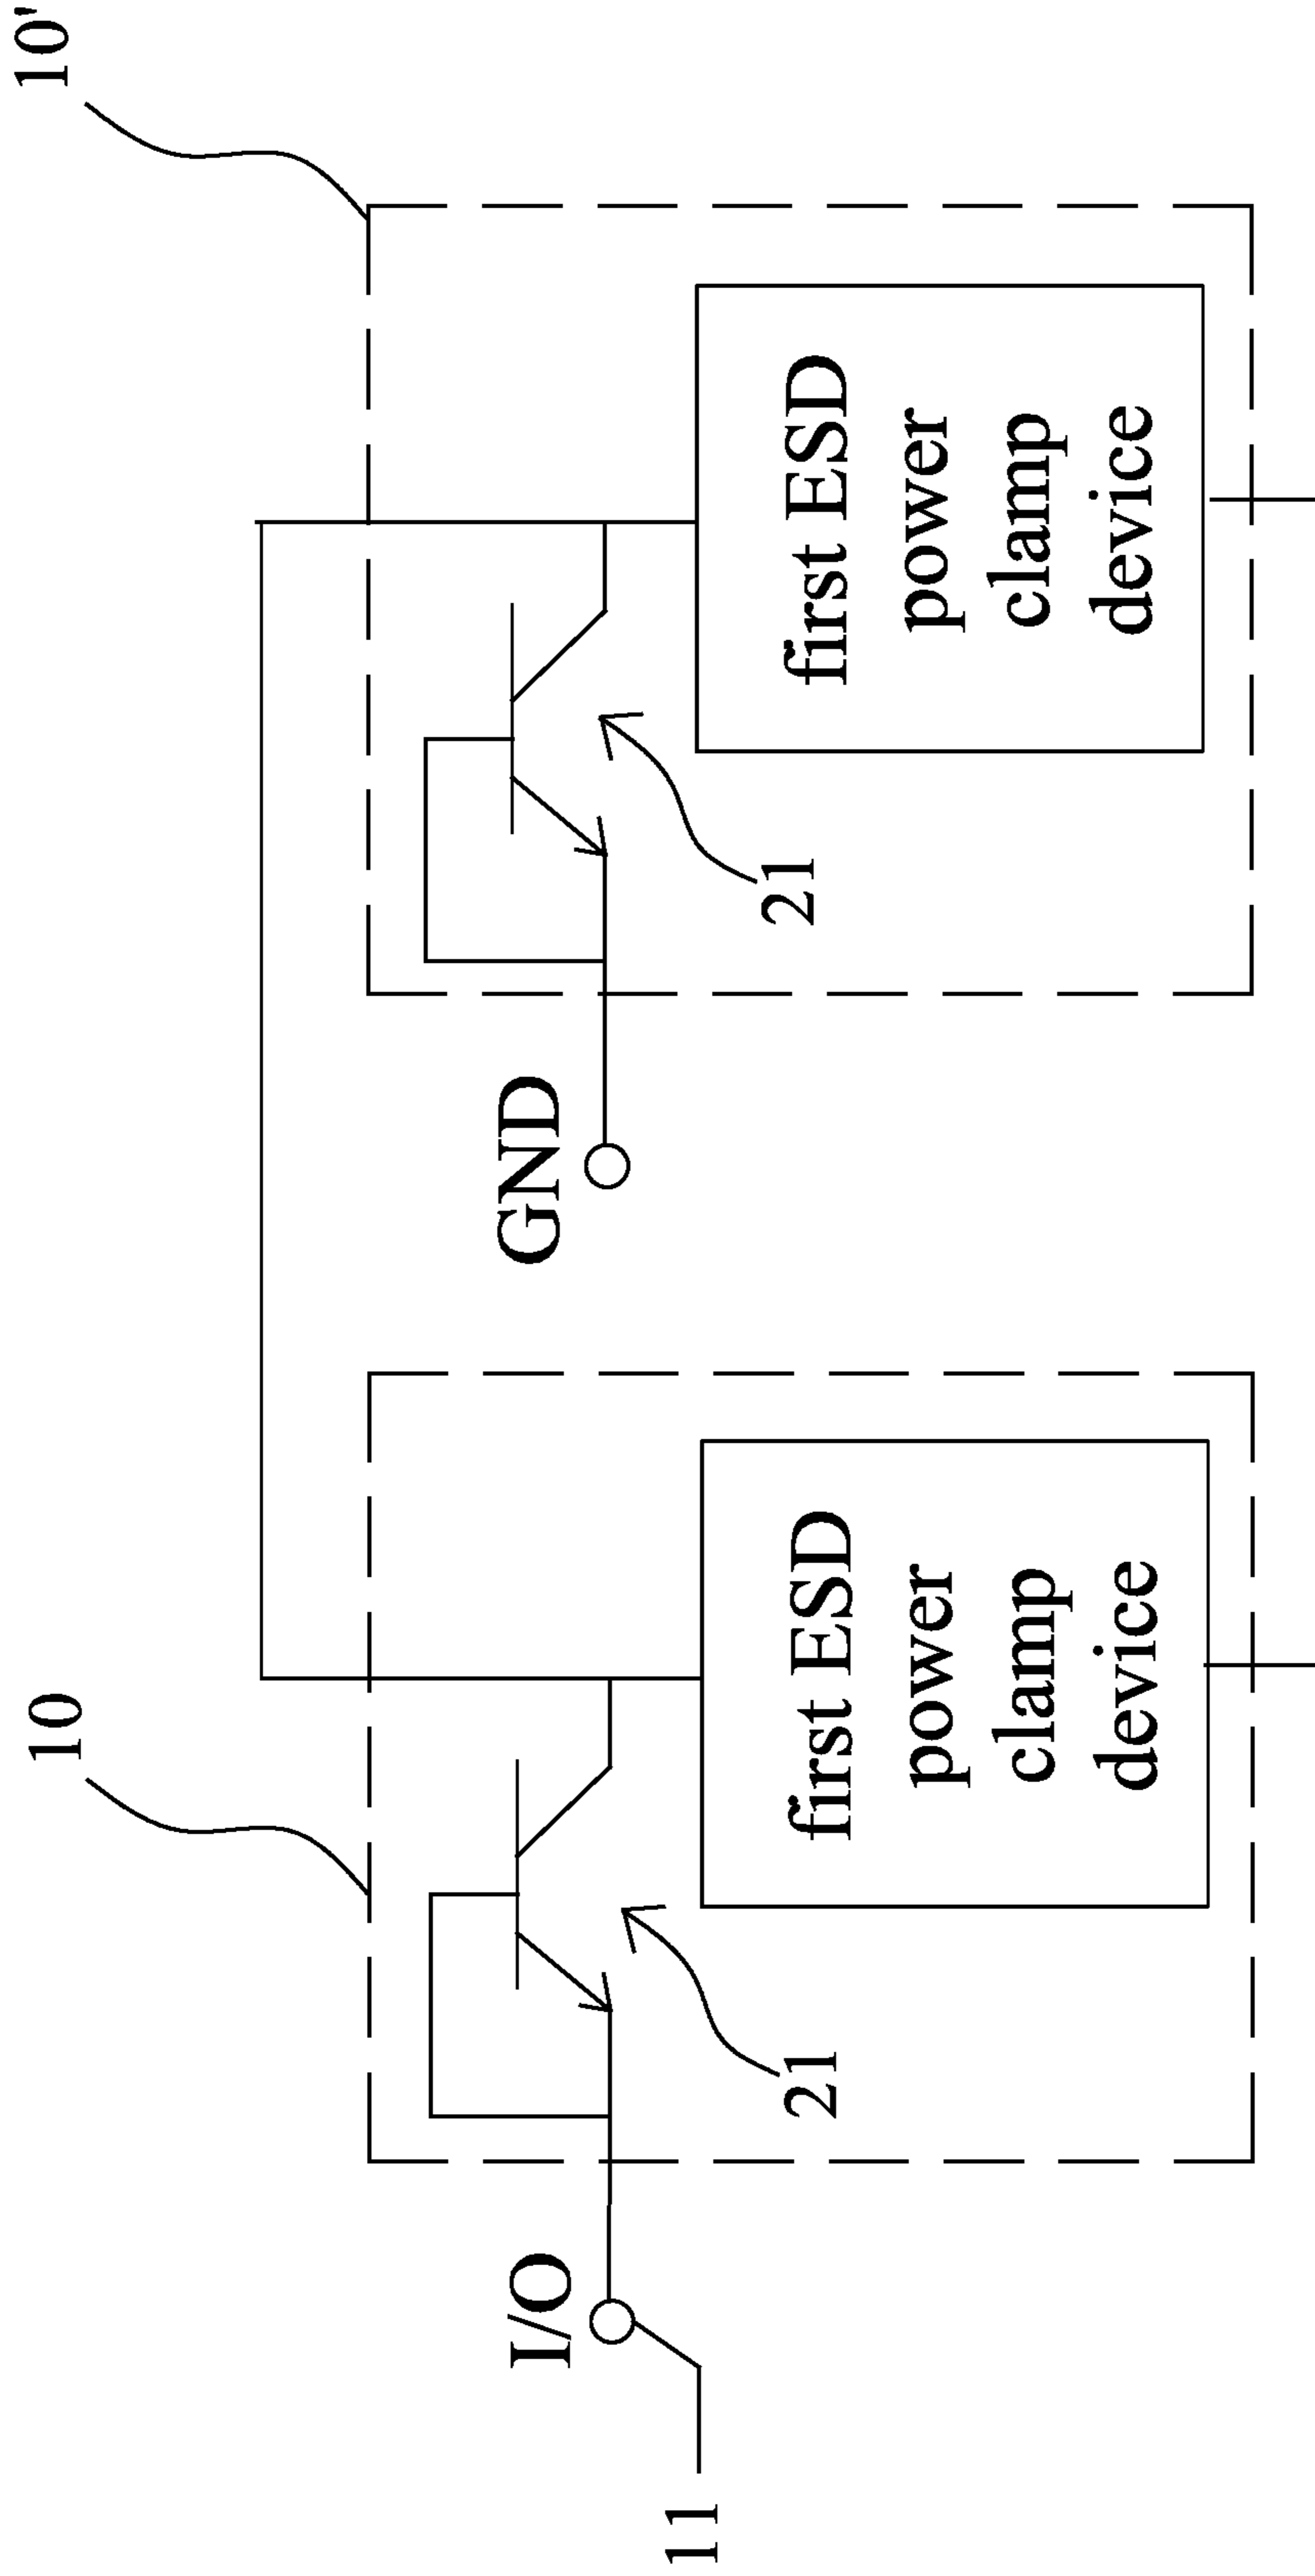 10
10'
I/O
11
21
first ESD
power
clamp
device
GND
21
first ESD
power
clamp
device